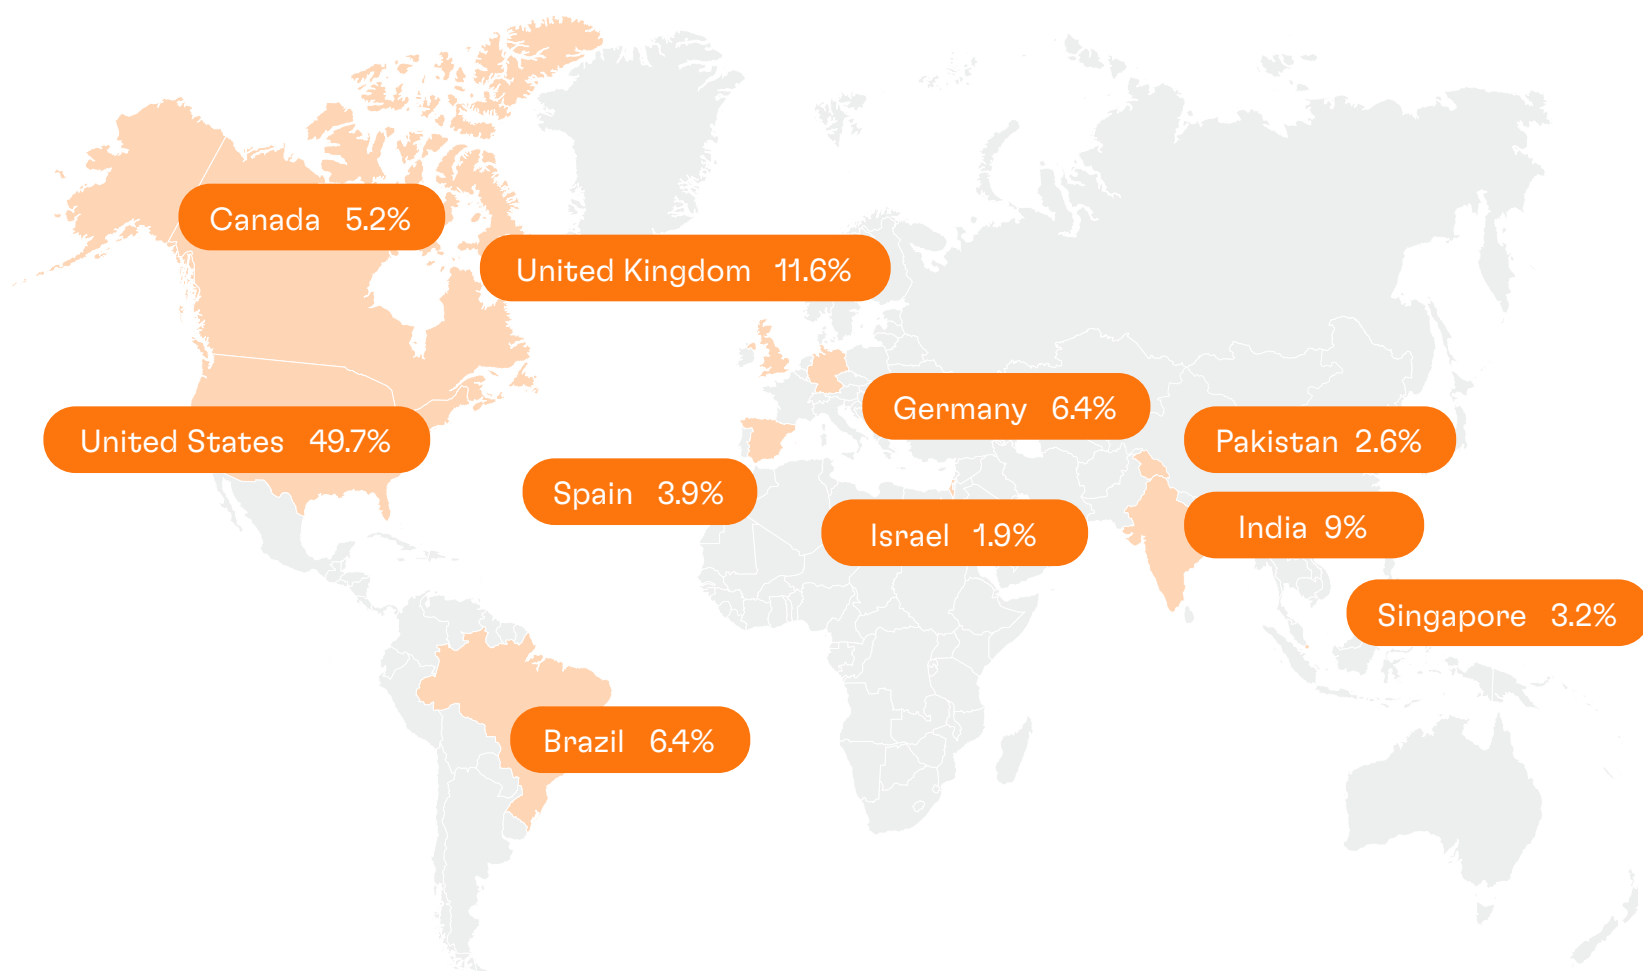 Canada 5.2%
United Kingdom 11.6%
Germany 6.4%
United States 49.7%
Pakistan 2.6%
Spain 3.9%
Israel 1.9%
India 9%
Singapore 3.2%
Brazil 6.4%